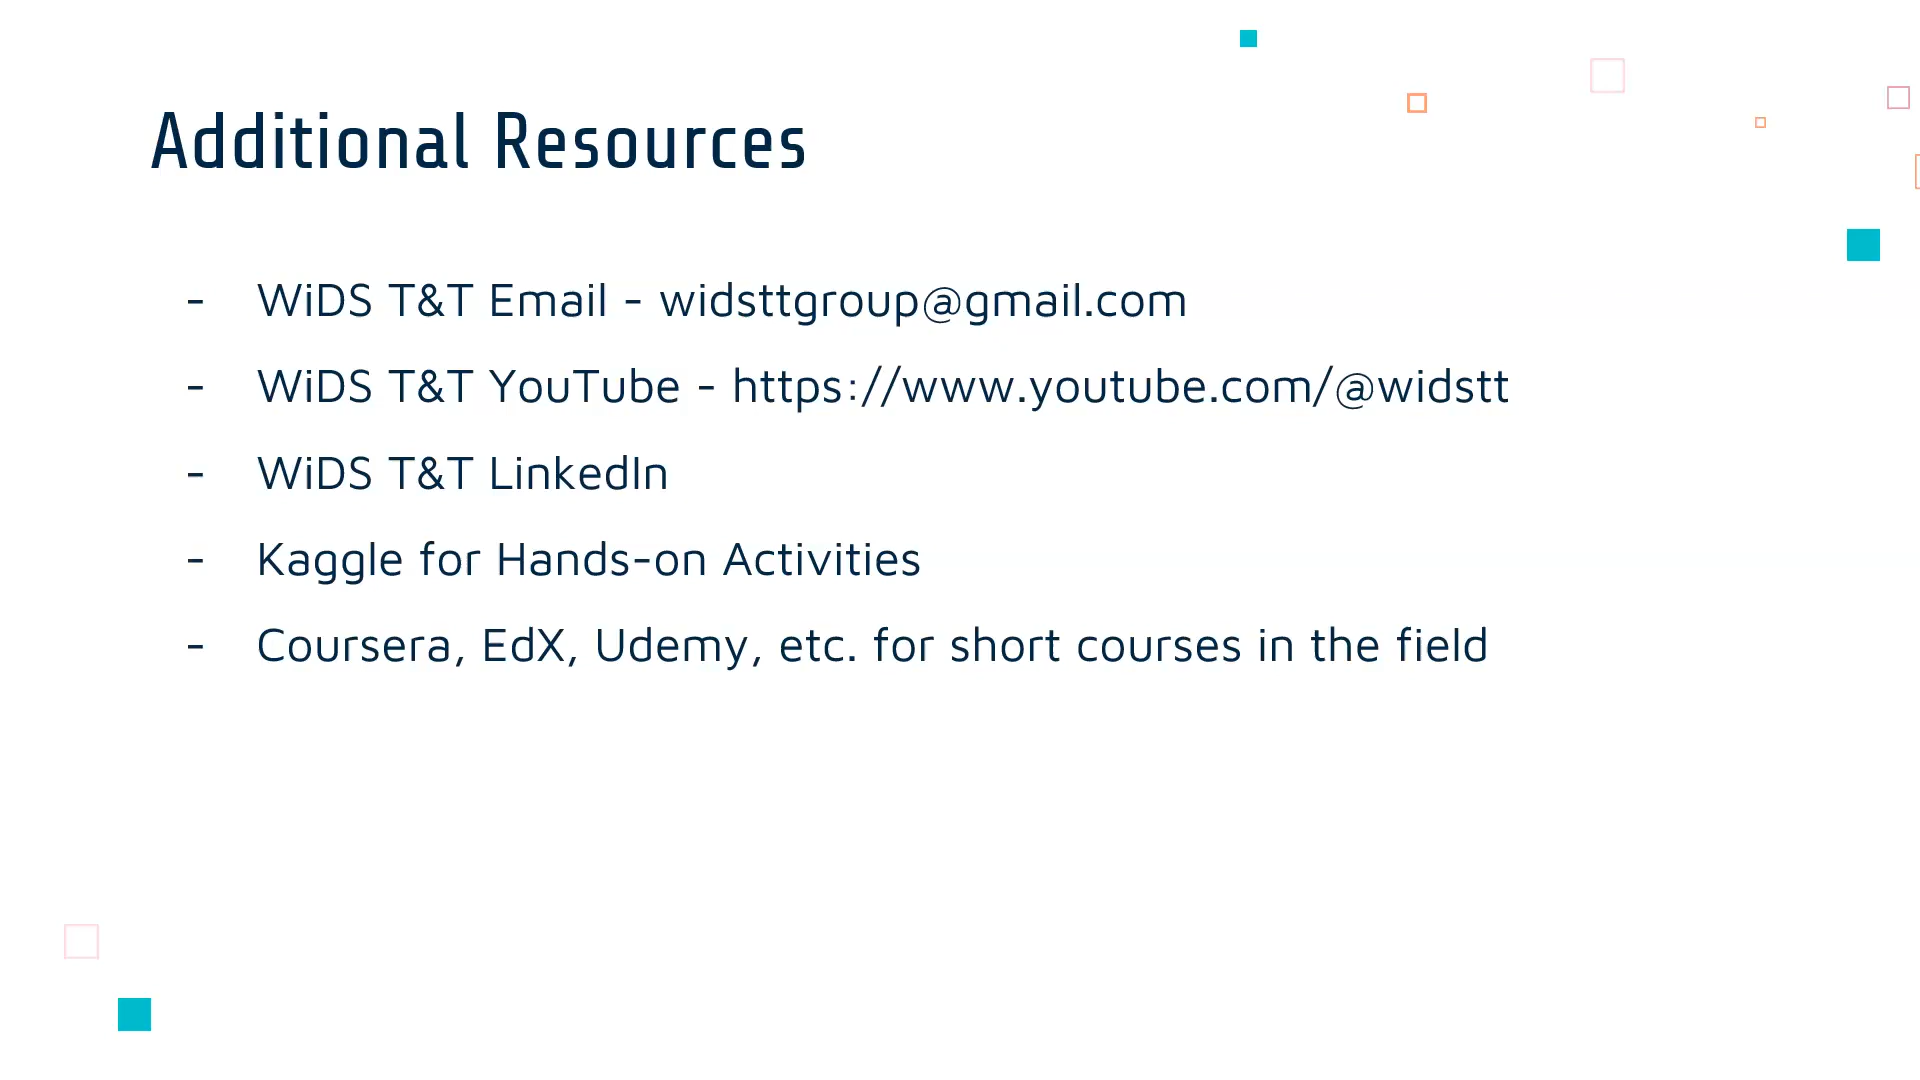 Additional Resources
- WiDS T&T Email - widsttgroup@gmail.com
- WiDS T&T YouTube - https://www.youtube.com/@widstt
- WiDS T&T LinkedIn
- Kaggle for Hands-on Activities
- Coursera, EdX, Udemy, etc. for short courses in the field